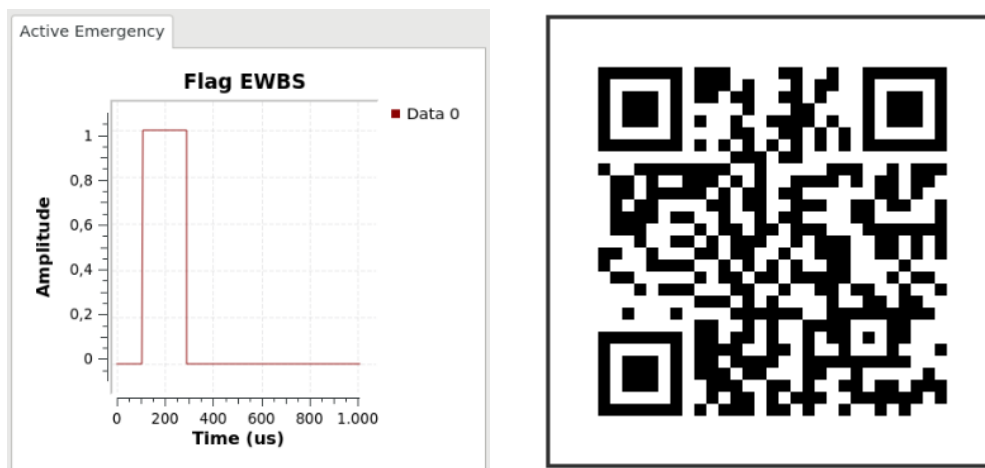 Active Emergency
Flag EWBS
Data 0
1
0,8
0,6
0,4
0,2
0
Amplitude
0 200 400 600 800 1.000
Time (us)